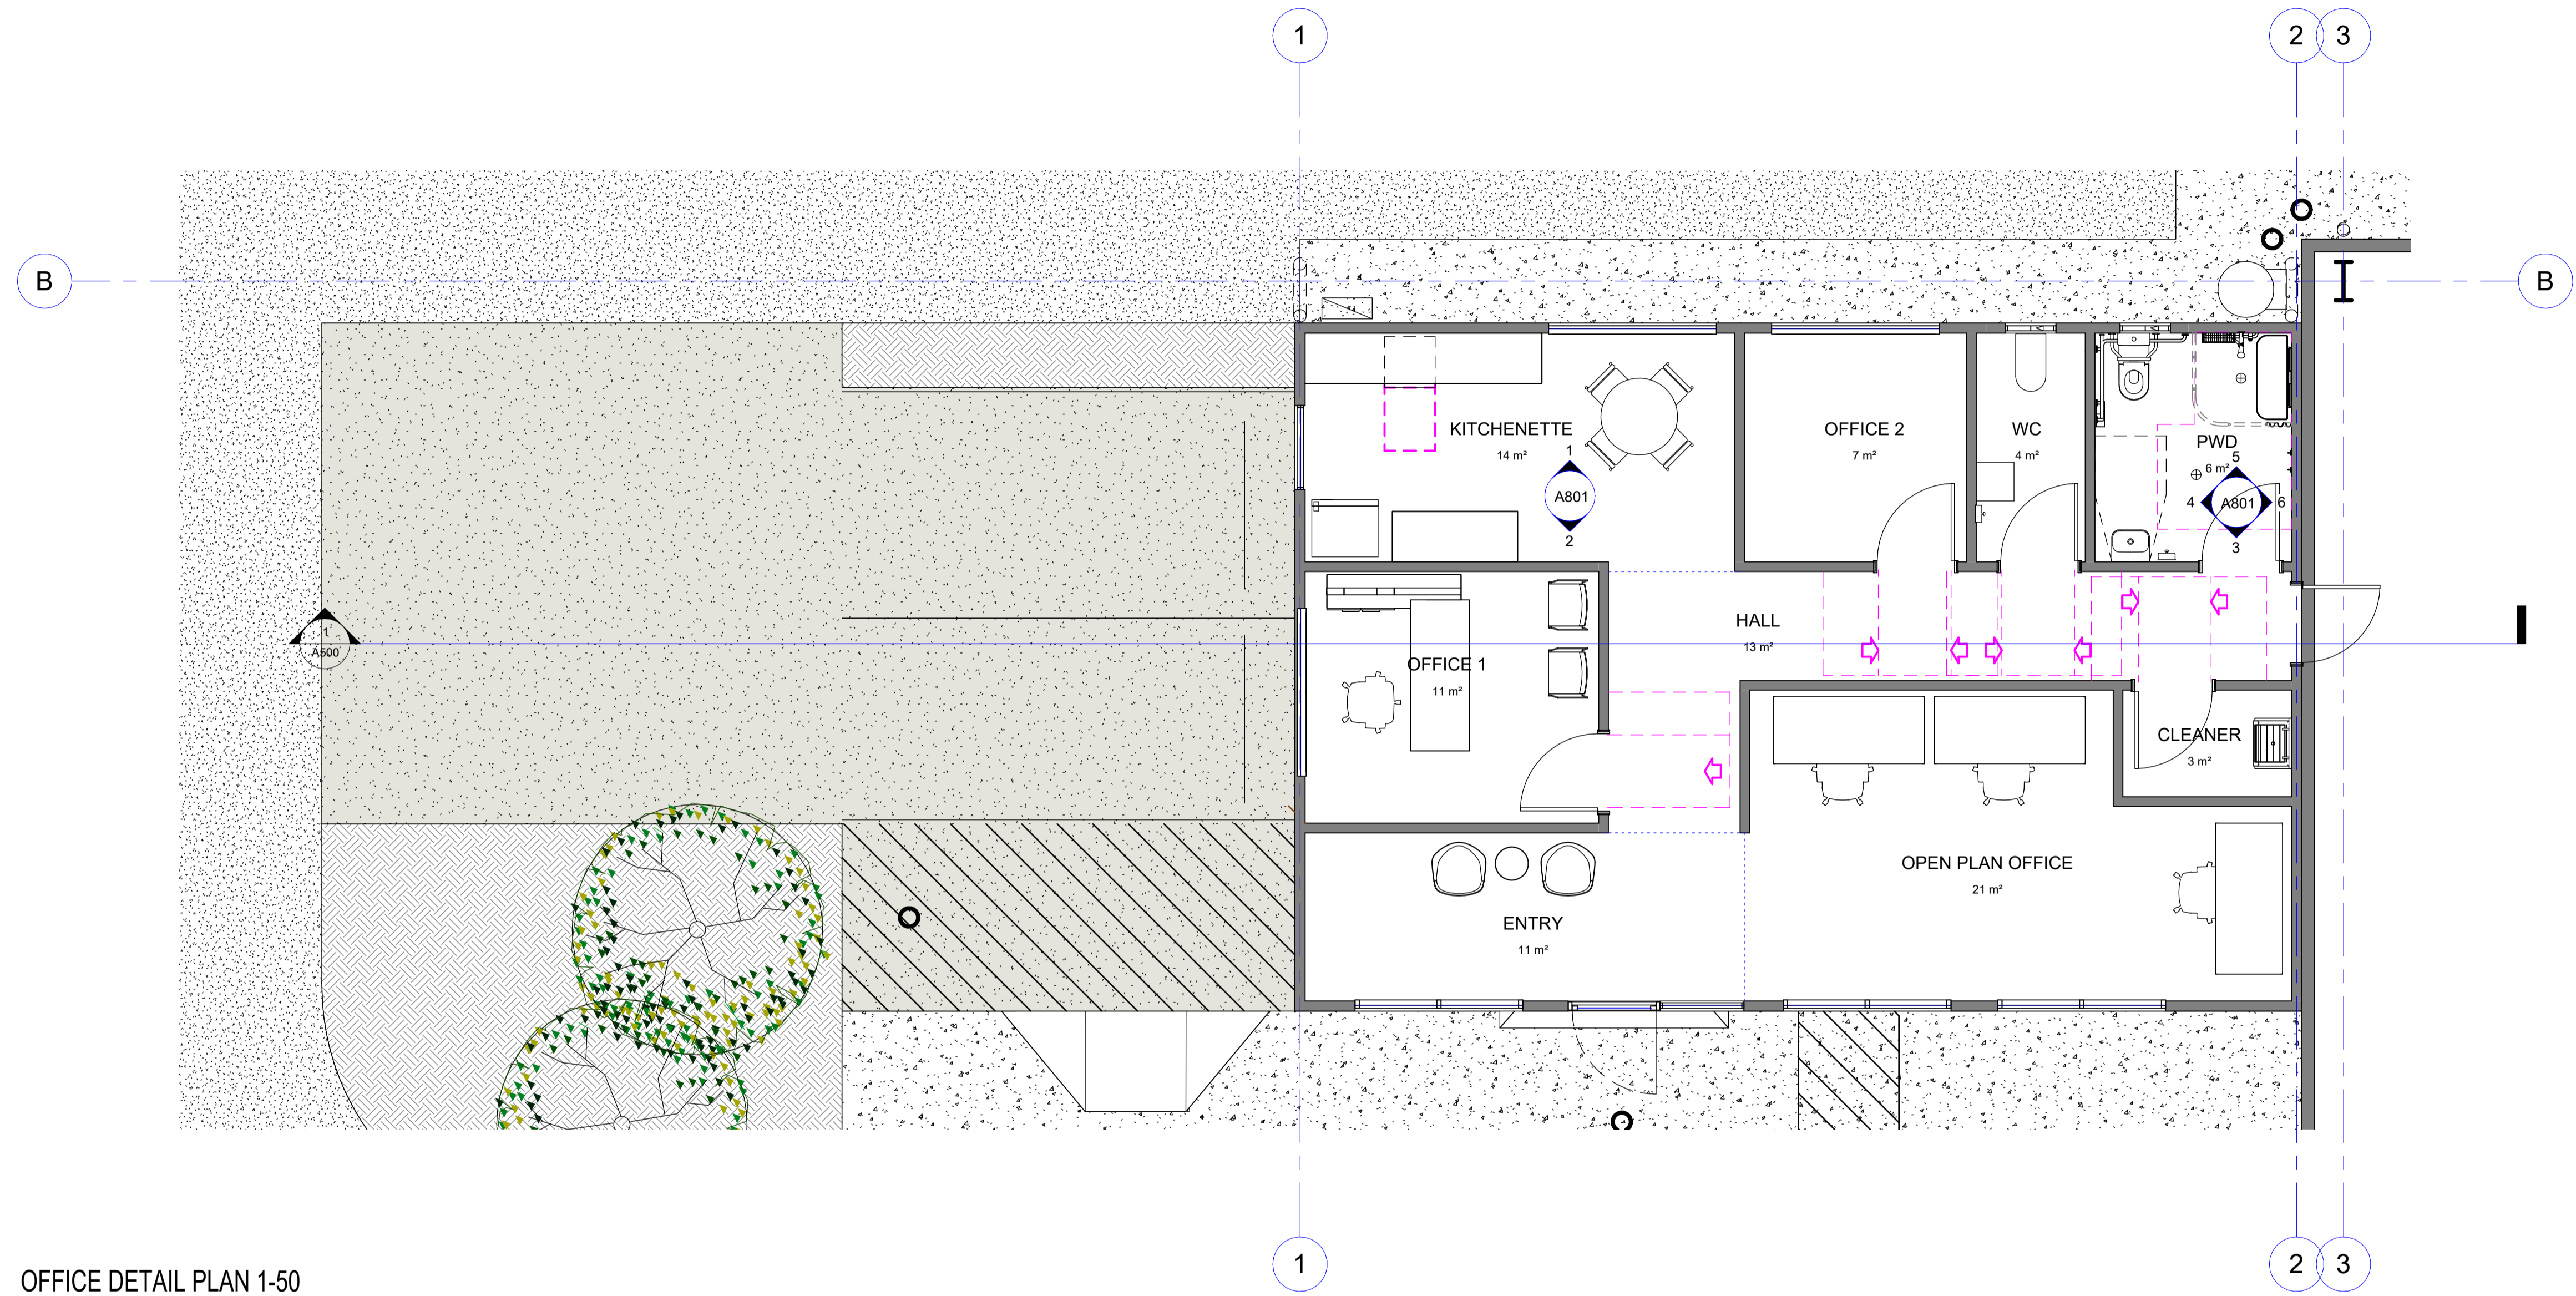 1
2 3
B
B
KITCHENETTE
14 m²
1
A801
2
OFFICE 2
7 m²
WC
4 m²
PWD
6 m²
5
4 A801 6
3
HALL
13 m²
1
A500
OFFICE 1
11 m²
CLEANER
3 m²
OPEN PLAN OFFICE
21 m²
ENTRY
11 m²
1
2 3
OFFICE DETAIL PLAN 1-50